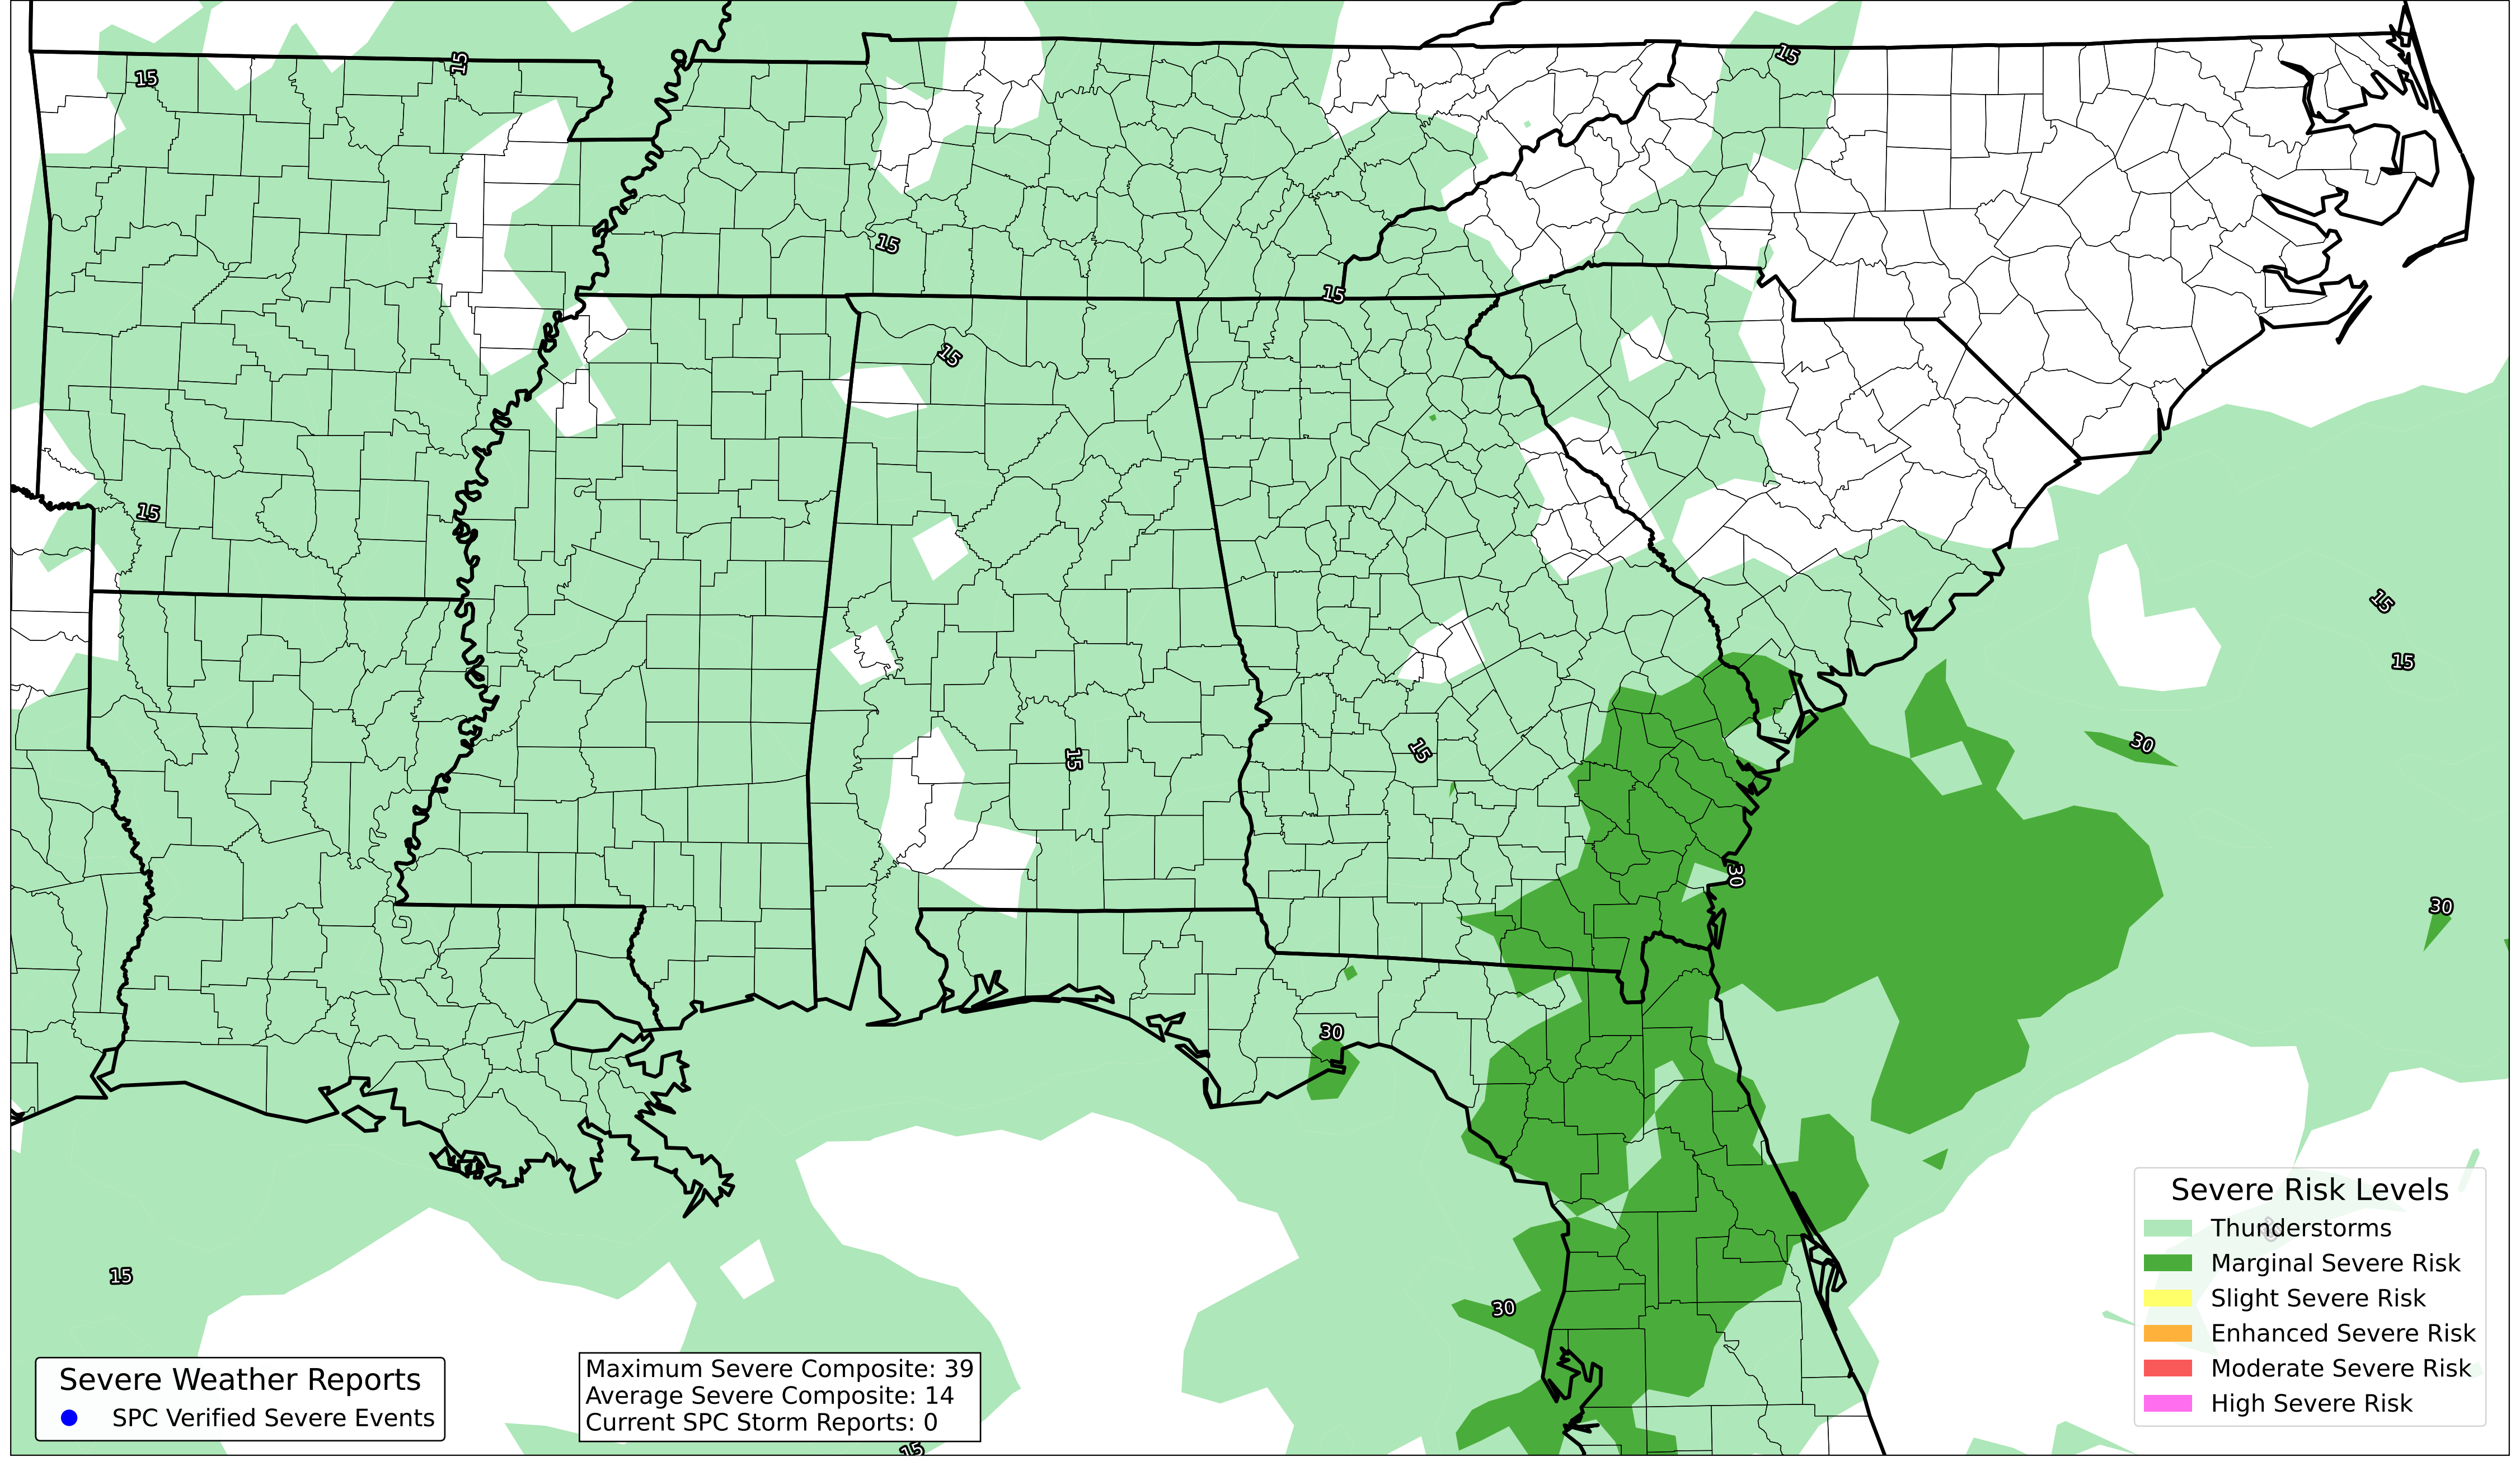 15
15
15
15
15
15
15
15
15
15
30
15
30
30
30
30
15
15
Severe Risk Levels
Thunderstorms
Marginal Severe Risk
Slight Severe Risk
Enhanced Severe Risk
Moderate Severe Risk
High Severe Risk
Severe Weather Reports
SPC Verified Severe Events
Maximum Severe Composite: 39
Average Severe Composite: 14
Current SPC Storm Reports: 0